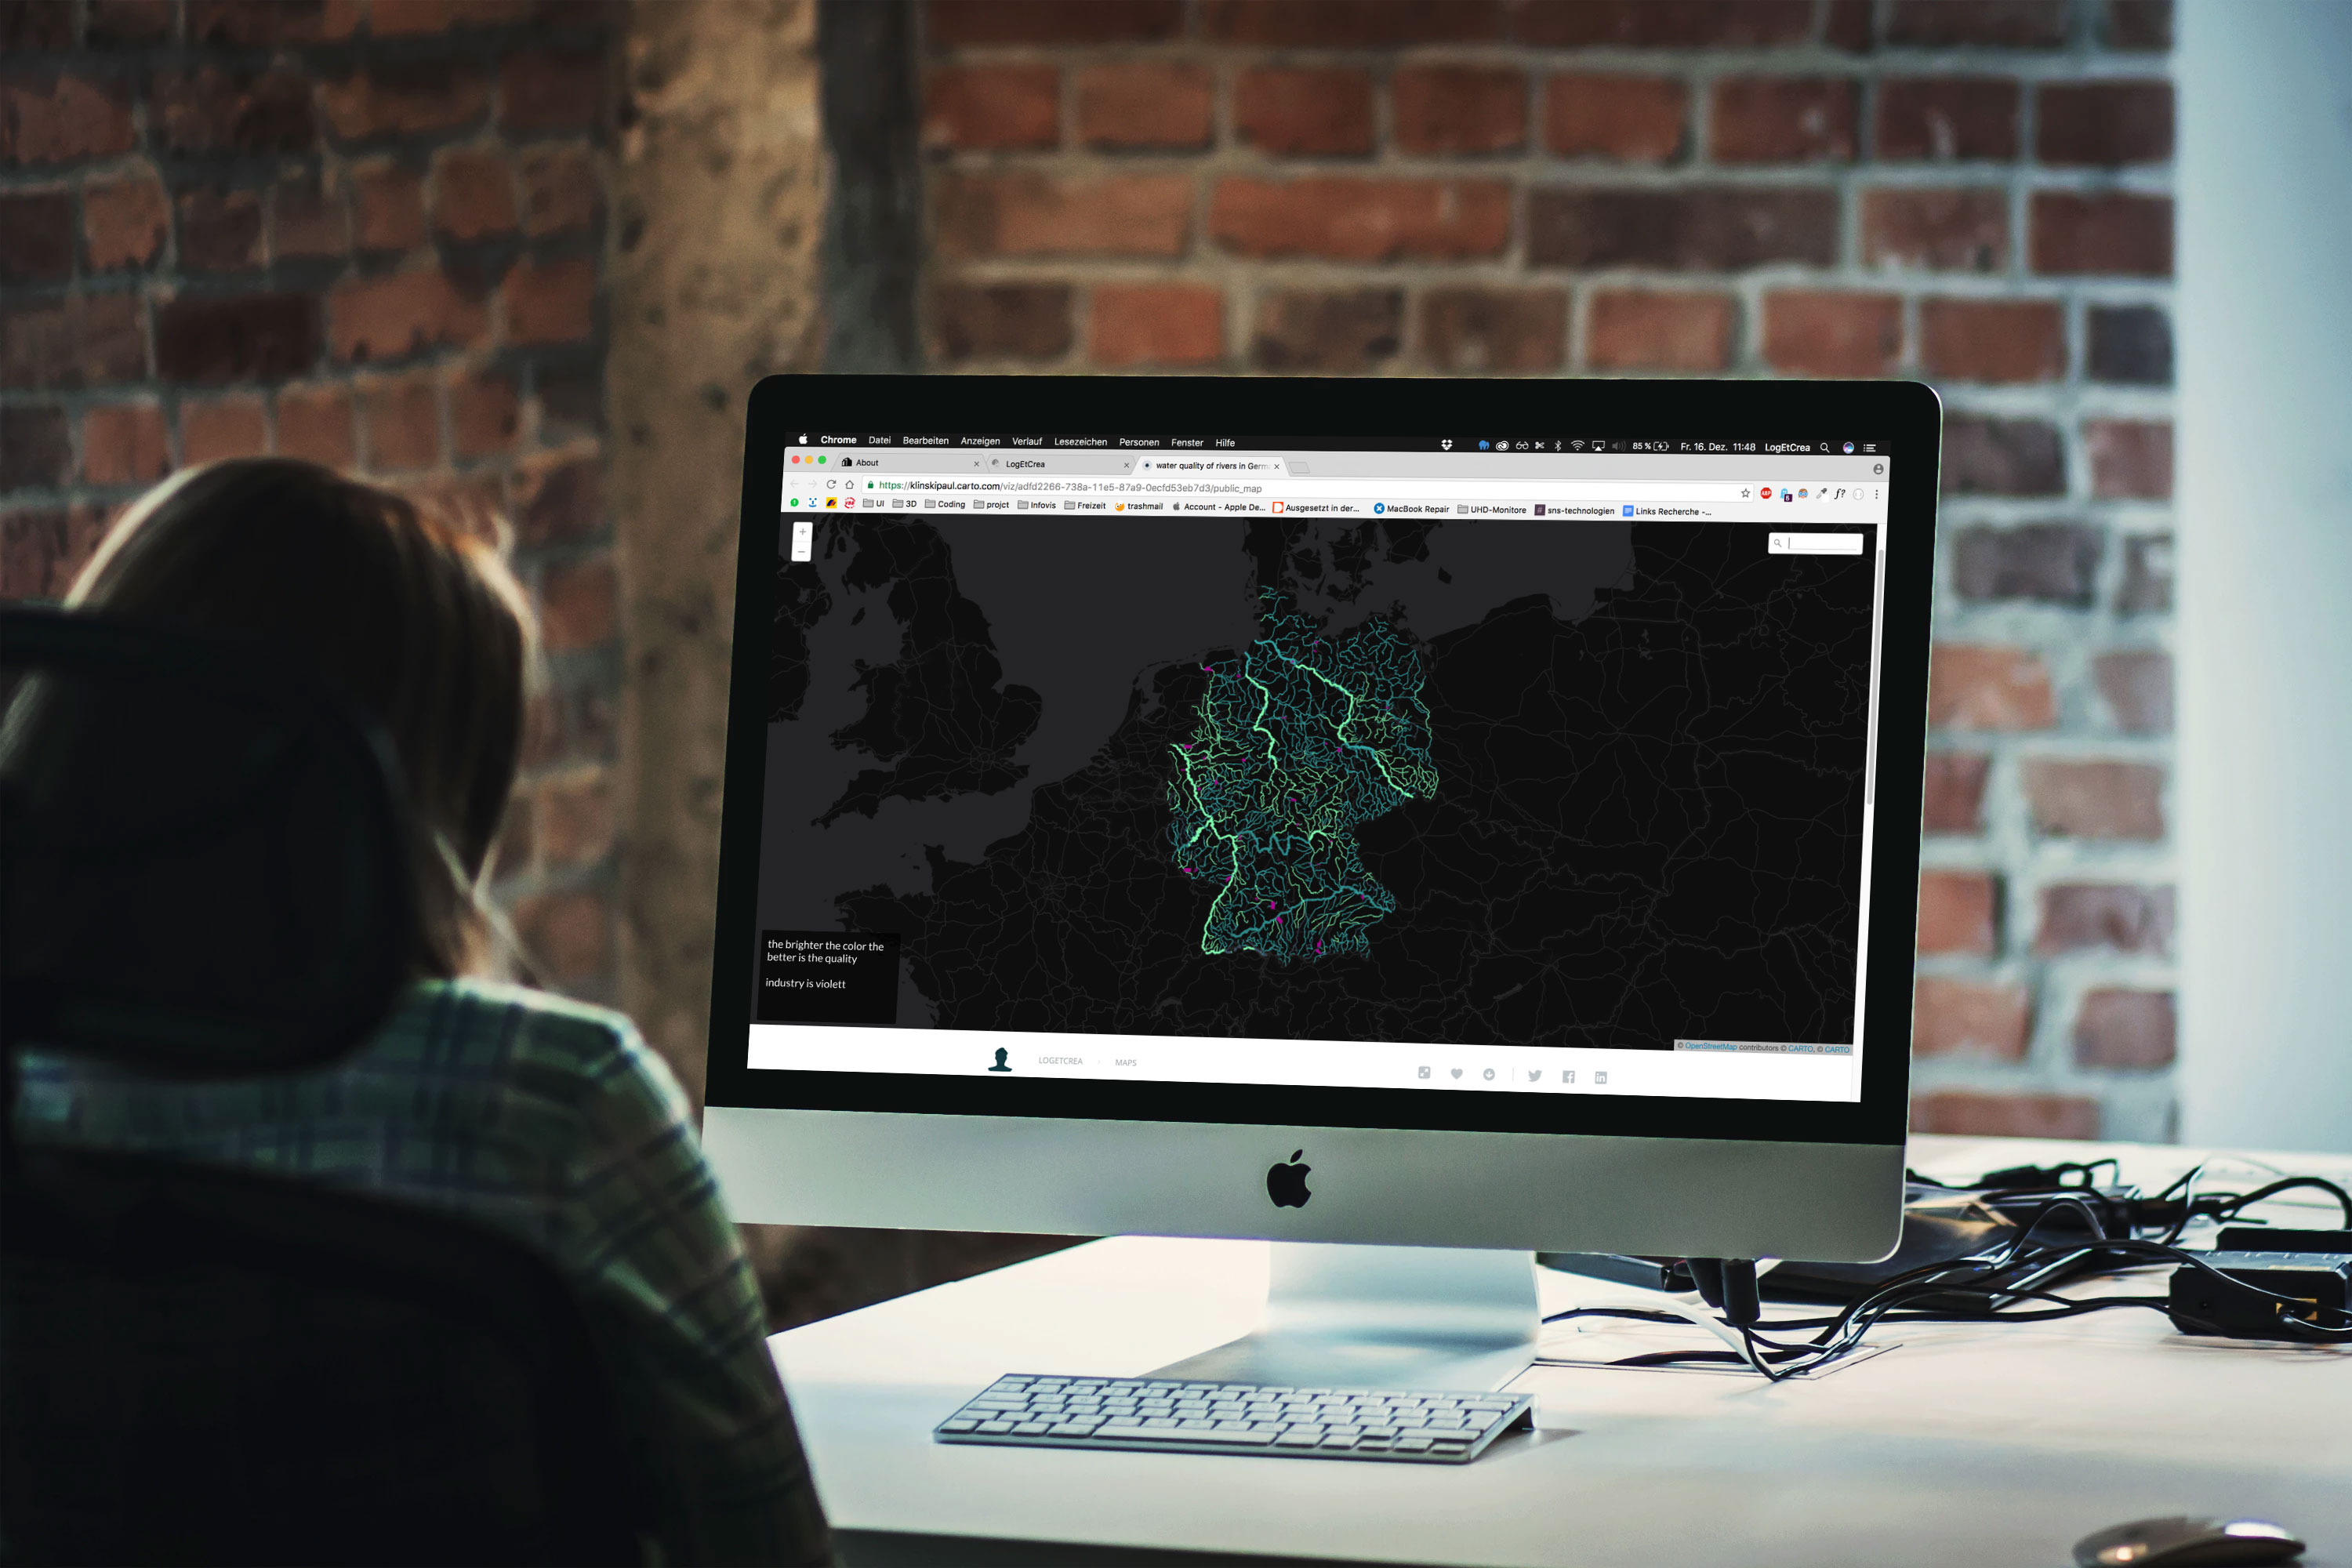 Chrome Datei Bearbeiten Anzeigen Verlauf Lesezeichen Personen Fenster Hilfe 85 % Fr. 16. Dez. 11:48 LogEtCrea
About LogEtCrea water quality of rivers in Germ
https://klinskipaul.carto.com/viz/adfd2266-738a-11e5-87a9-0ecfd53eb7d3/public_map ABP f?
UI 3D Coding projct Infovis Freizeit trashmail Account - Apple De... Ausgesetzt in der... MacBook Repair UHD-Monitore sns-technologien Links Recherche -...
+
−
the brighter the color the
better is the quality
industry is violett
© OpenStreetMap contributors © CARTO, © CARTO
LOGETCREA · MAPS